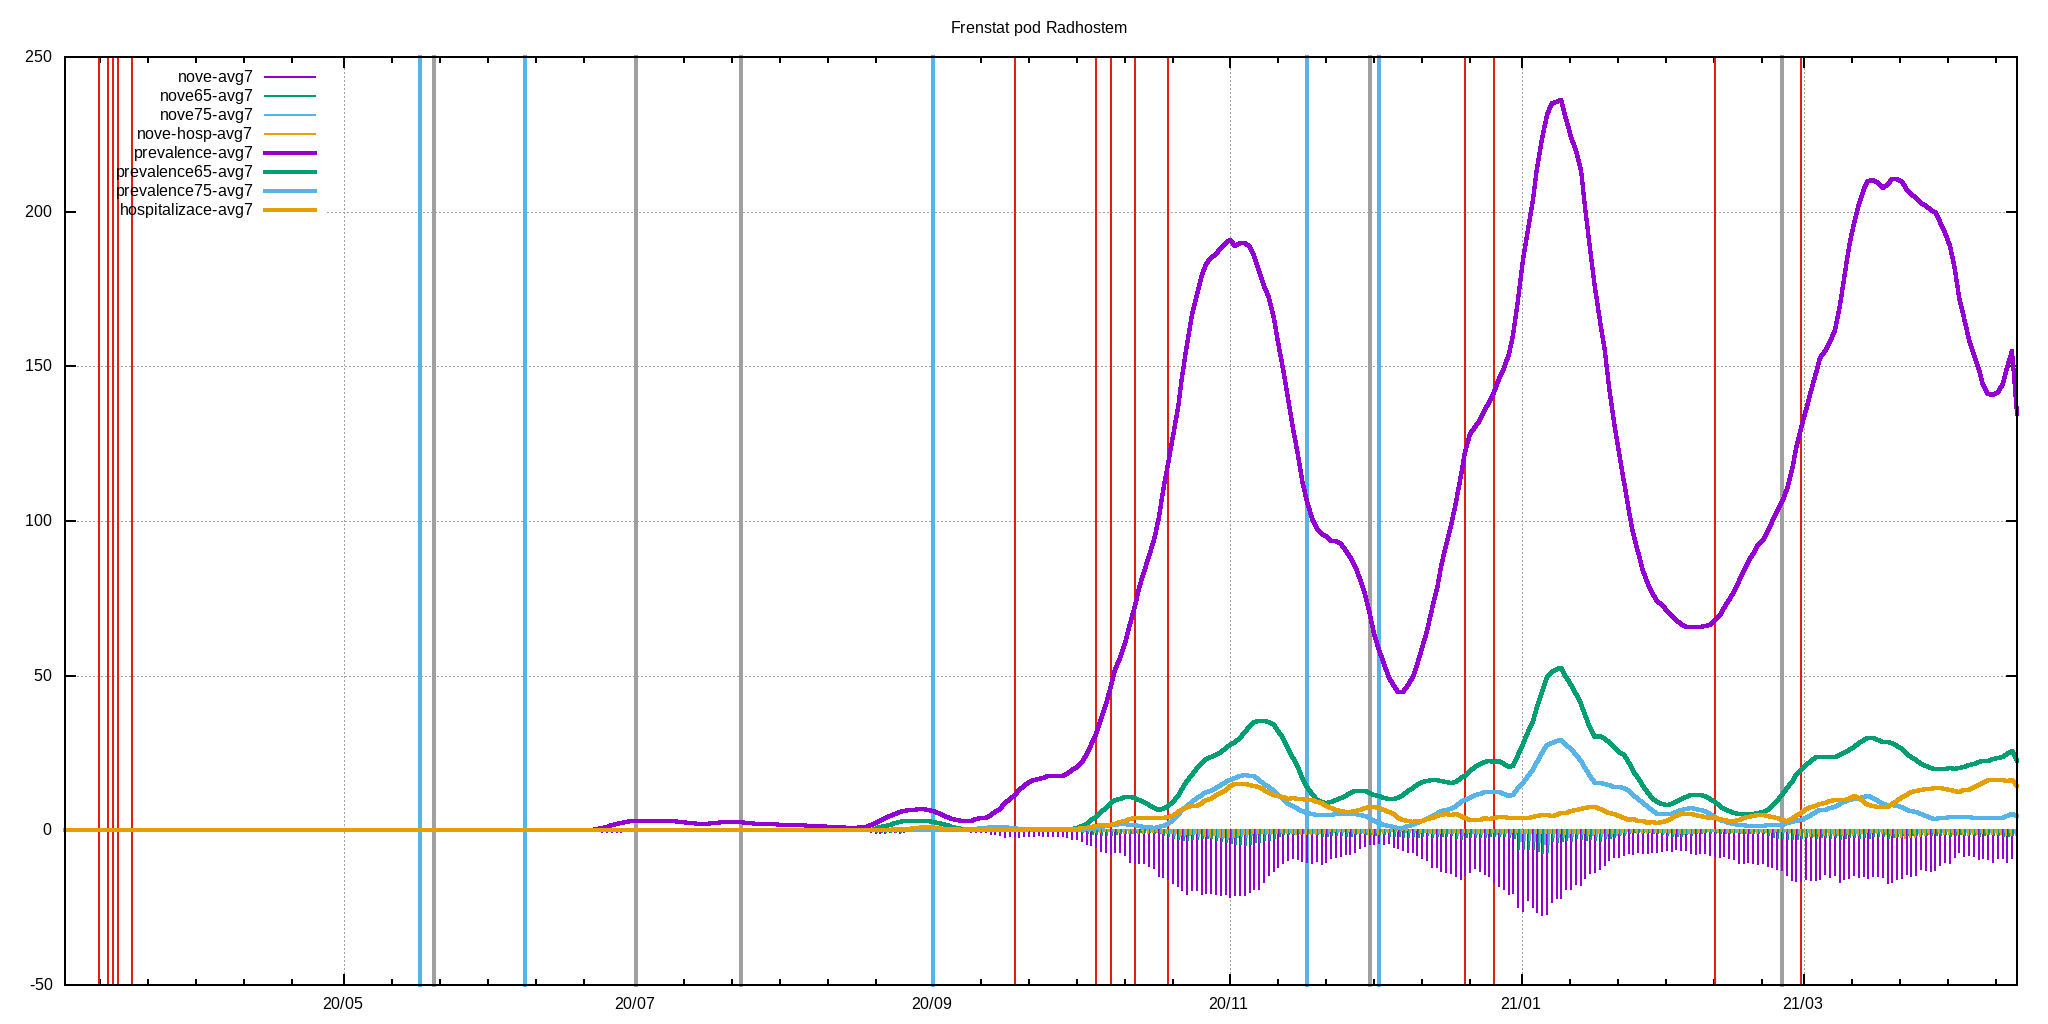 Frenstat pod Radhostem
250
200
150
100
50
0
-50
nove-avg7
nove65-avg7
nove75-avg7
nove-hosp-avg7
prevalence-avg7
prevalence65-avg7
prevalence75-avg7
hospitalizace-avg7
20/05 20/07 20/09 20/11 21/01 21/03